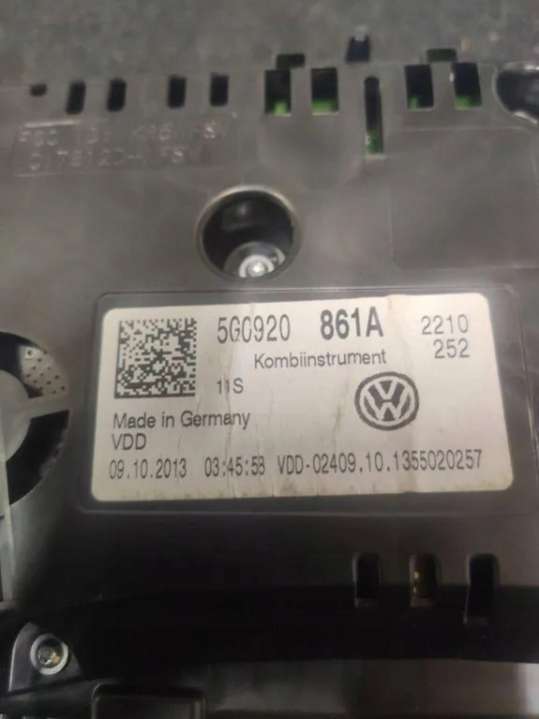 5G0920 861A 2210
Kombiinstrument 252
11S
Made in Germany
VDD
09.10.2013 03:45:58 VDD-02409.10.1355020257